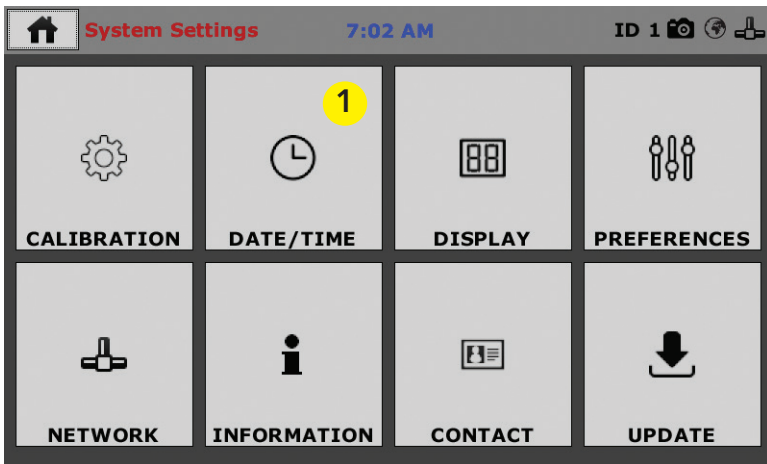 System Settings 7:02 AM ID 1
1
CALIBRATION DATE/TIME DISPLAY PREFERENCES
NETWORK INFORMATION CONTACT UPDATE